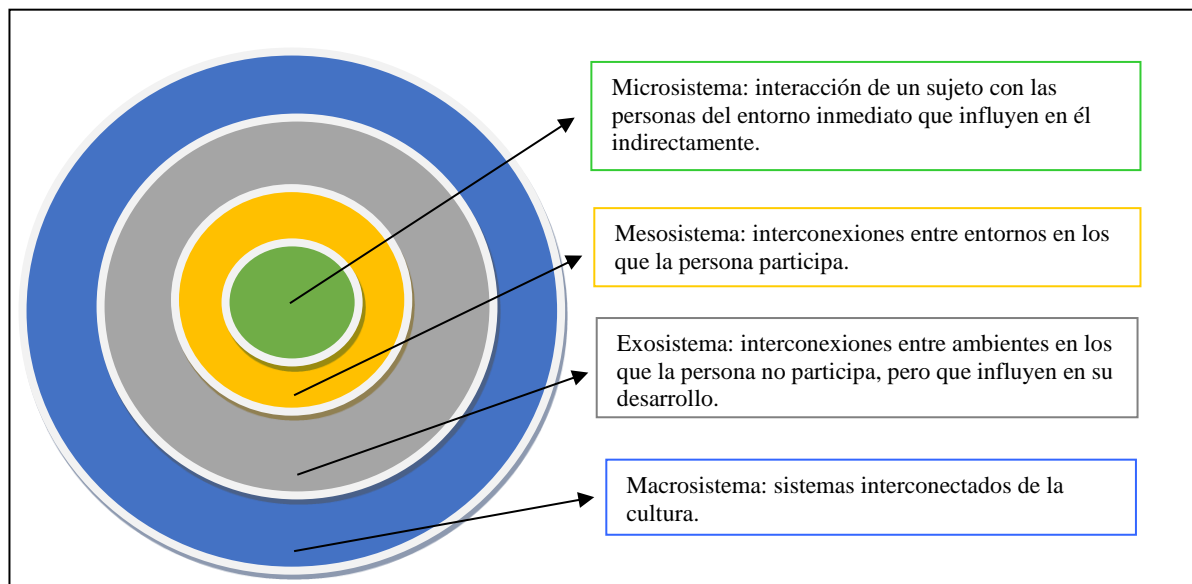 Microsistema: interacción de un sujeto con las
personas del entorno inmediato que influyen en él
indirectamente.
Mesosistema: interconexiones entre entornos en los
que la persona participa.
Exosistema: interconexiones entre ambientes en los
que la persona no participa, pero que influyen en su
desarrollo.
Macrosistema: sistemas interconectados de la
cultura.